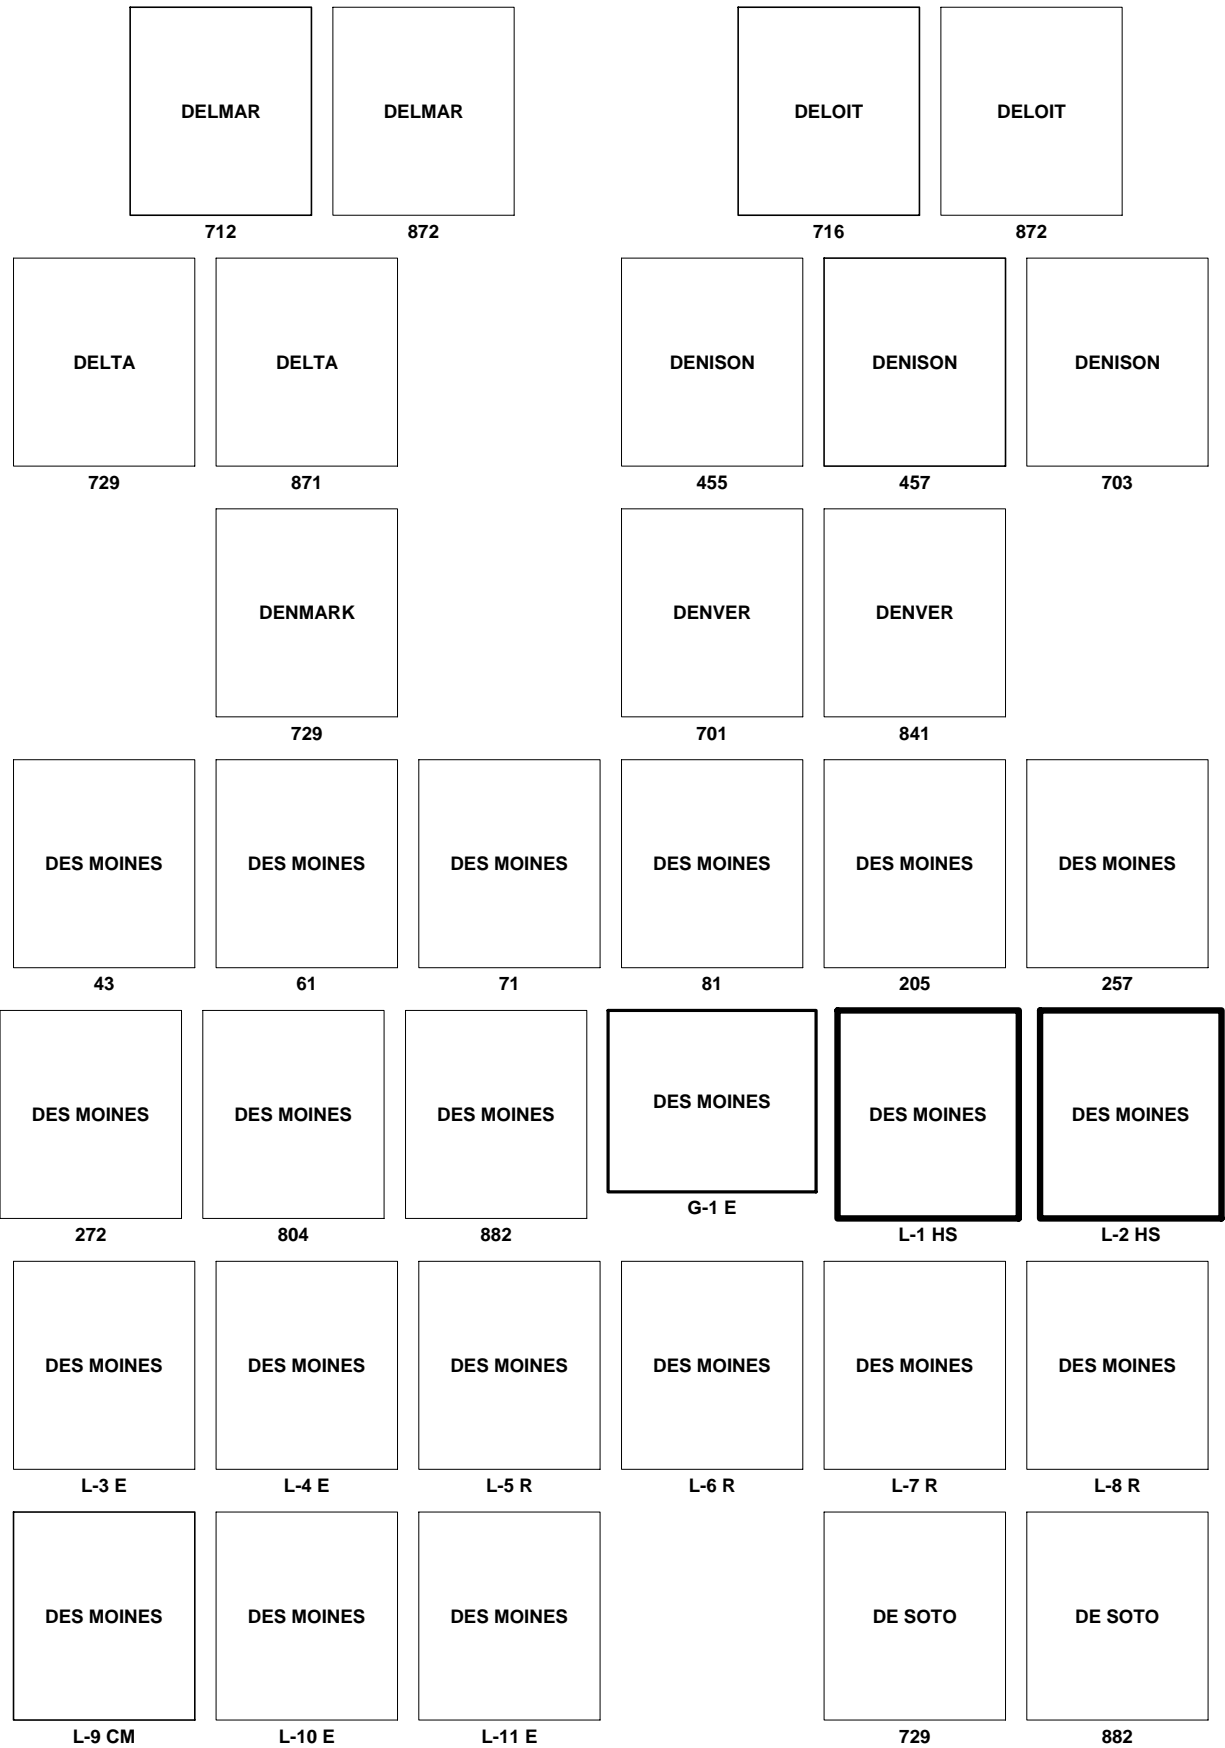 DELMAR DELMAR DELOIT DELOIT
712 872 716 872
DELTA DELTA DENISON DENISON DENISON
729 871 455 457 703
DENMARK DENVER DENVER
729 701 841
DES MOINES DES MOINES DES MOINES DES MOINES DES MOINES DES MOINES
43 61 71 81 205 257
DES MOINES DES MOINES DES MOINES DES MOINES DES MOINES DES MOINES
272 804 882 G-1 E L-1 HS L-2 HS
DES MOINES DES MOINES DES MOINES DES MOINES DES MOINES DES MOINES
L-3 E L-4 E L-5 R L-6 R L-7 R L-8 R
DES MOINES DES MOINES DES MOINES DE SOTO DE SOTO
L-9 CM L-10 E L-11 E 729 882